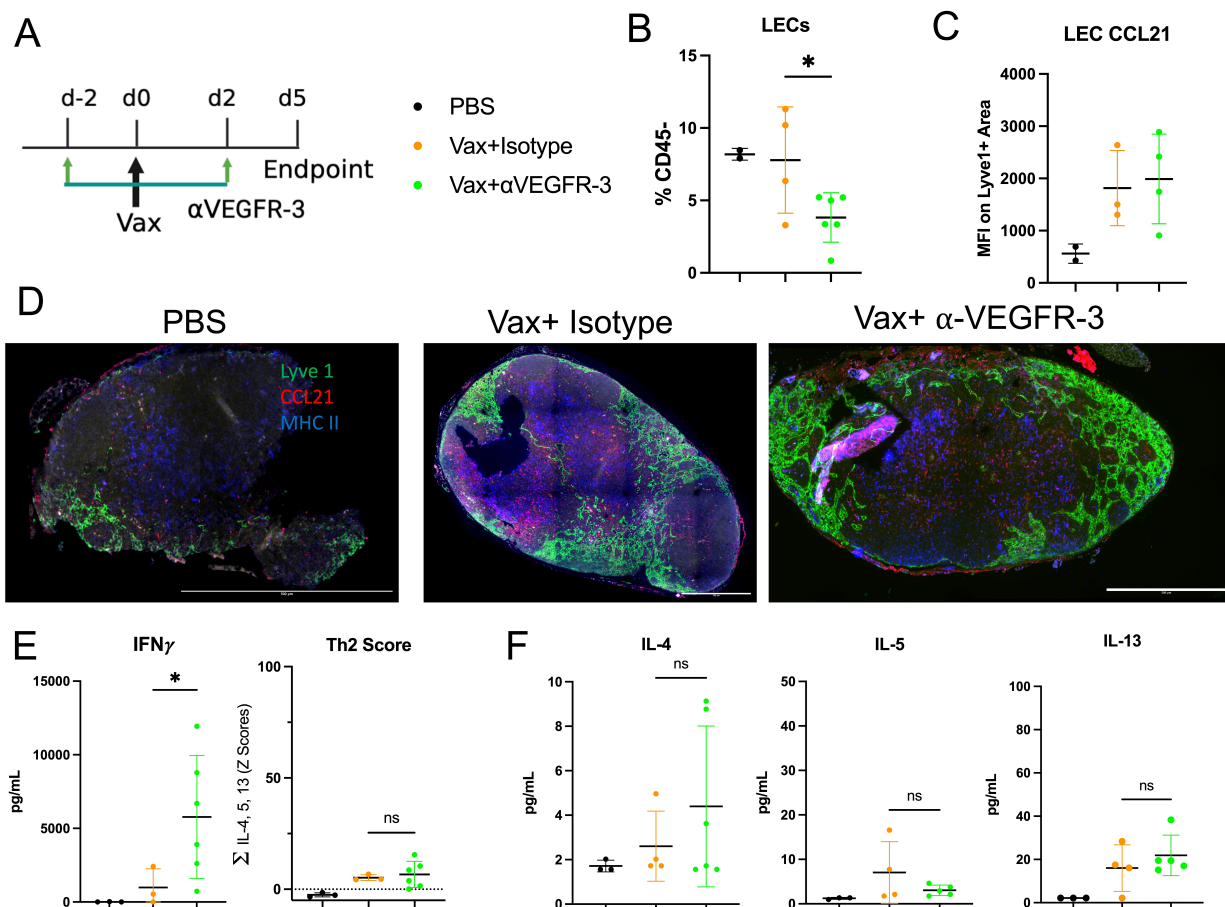 A
d-2 d0 d2 d5
Endpoint
Vax
αVEGFR-3
PBS
Vax+Isotype
Vax+αVEGFR-3
B
LECs
% CD45-
15
10
5
0
*
C
LEC CCL21
MFI on Lyve1+ Area
4000
3000
2000
1000
0
D
PBS
Vax+ Isotype
Vax+ α-VEGFR-3
Lyve 1
CCL21
MHC II
E
IFNγ
pg/mL
15000
10000
5000
0
*
Th2 Score
∑ IL-4, 5, 13 (Z Scores)
100
50
0
ns
F
IL-4
pg/mL
10
8
6
4
2
0
ns
IL-5
pg/mL
50
40
30
20
10
0
ns
IL-13
pg/mL
100
80
60
40
20
0
ns